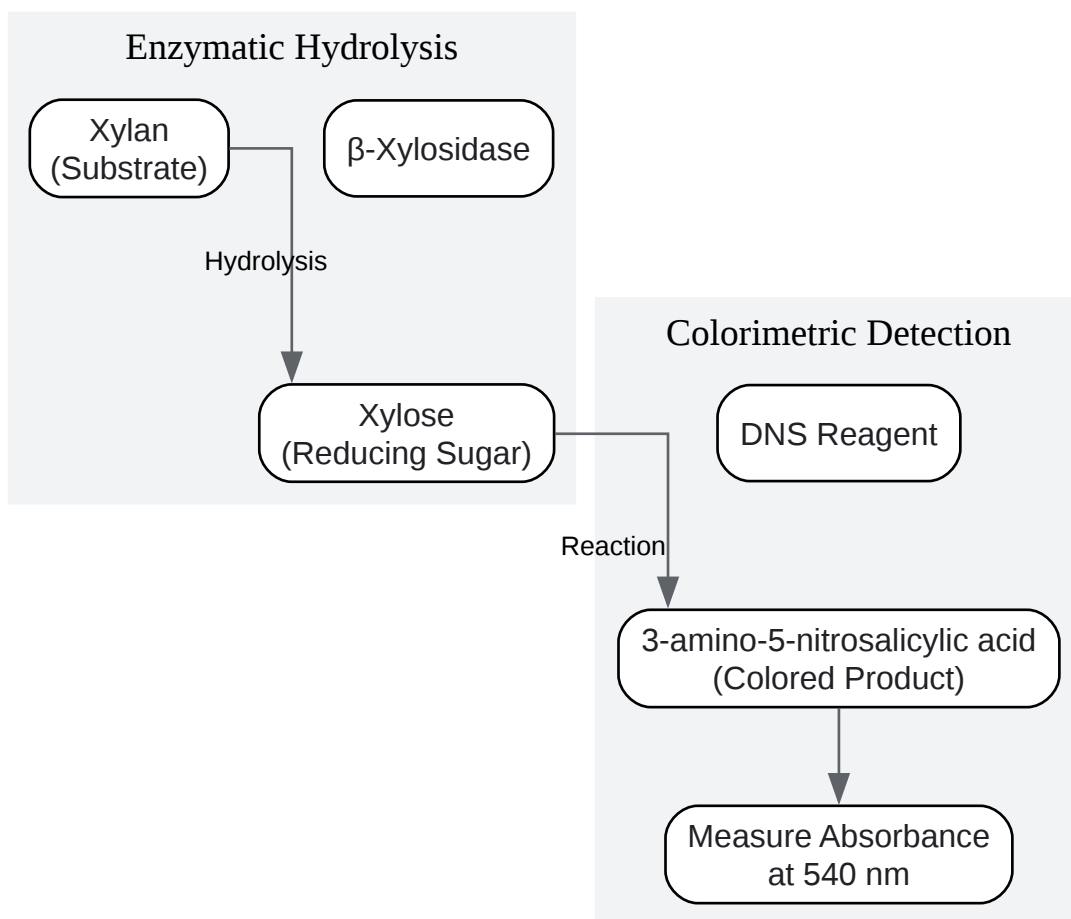 Enzymatic Hydrolysis
Xylan
(Substrate)
β-Xylosidase
Hydrolysis
Xylose
(Reducing Sugar)
Colorimetric Detection
DNS Reagent
Reaction
3-amino-5-nitrosalicylic acid
(Colored Product)
Measure Absorbance
at 540 nm